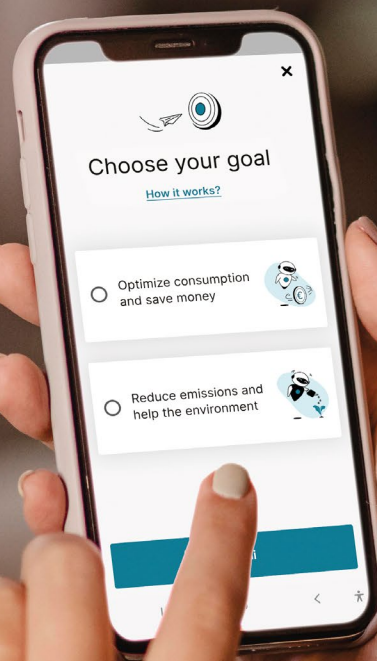 Choose your goal
How it works?
Optimize consumption
and save money
Reduce emissions and
help the environment